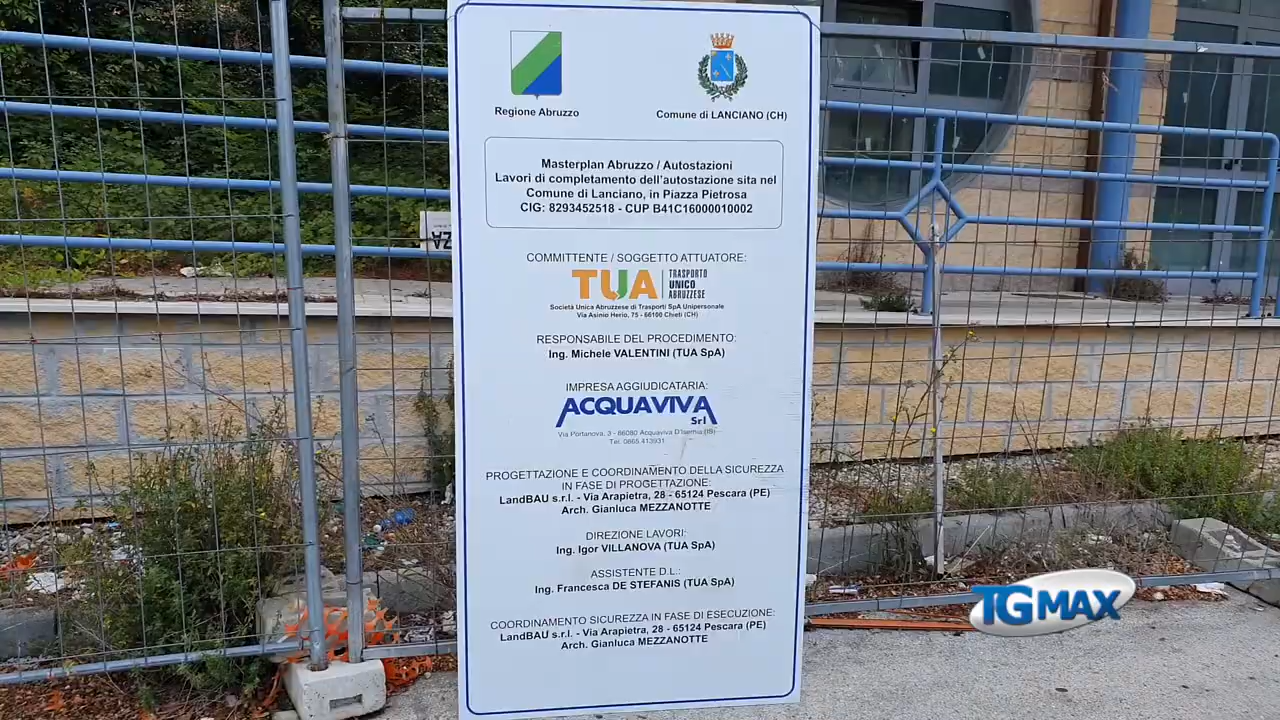 Regione Abruzzo
Comune di LANCIANO (CH)
Masterplan Abruzzo / Autostazioni
Lavori di completamento dell'autostazione sita nel
Comune di Lanciano, in Piazza Pietrosa
CIG: 8293452518 - CUP B41C16000010002
COMMITTENTE / SOGGETTO ATTUATORE:
TUA TRASPORTO
UNICO
ABRUZZESE
Società Unica Abruzzese di Trasporti SpA Unipersonale
Via Asinio Herio, 75 - 66100 Chieti (CH)
RESPONSABILE DEL PROCEDIMENTO:
Ing. Michele VALENTINI (TUA SpA)
IMPRESA AGGIUDICATARIA:
ACQUAVIVA
Srl
Via Portanova, 3 - 86080 Acquaviva D'Isernia (IS)
Tel. 0865.413931
PROGETTAZIONE E COORDINAMENTO DELLA SICUREZZA
IN FASE DI PROGETTAZIONE:
LandBAU s.r.l. - Via Arapietra, 28 - 65124 Pescara (PE)
Arch. Gianluca MEZZANOTTE
DIREZIONE LAVORI:
Ing. Igor VILLANOVA (TUA SpA)
ASSISTENTE D.L.:
Ing. Francesca DE STEFANIS (TUA SpA)
COORDINAMENTO SICUREZZA IN FASE DI ESECUZIONE:
LandBAU s.r.l. - Via Arapietra, 28 - 65124 Pescara (PE)
Arch. Gianluca MEZZANOTTE
TGMAX